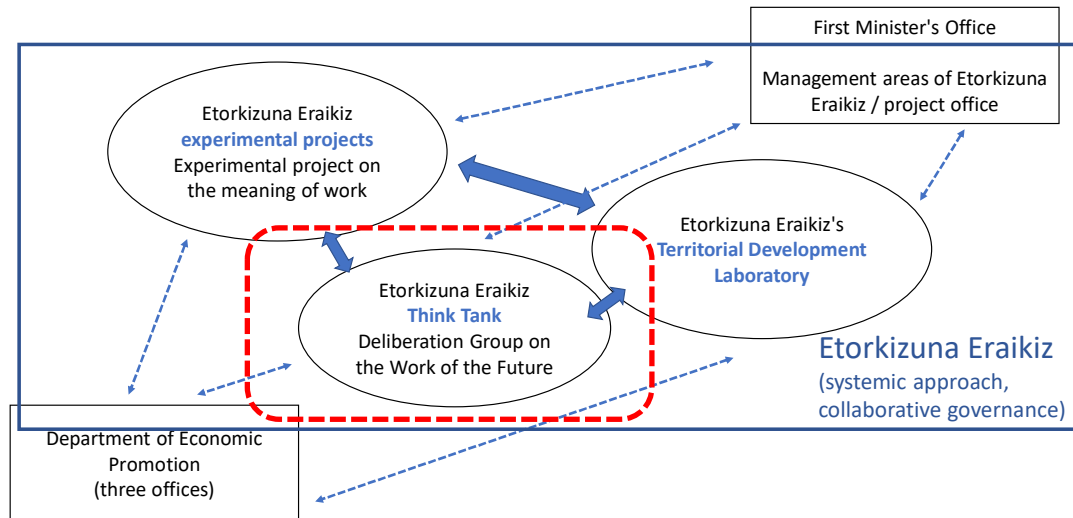 First Minister's Office
Management areas of Etorkizuna
Eraikiz / project office
Etorkizuna Eraikiz
experimental projects
Experimental project on
the meaning of work
Etorkizuna Eraikiz's
Territorial Development
Laboratory
Etorkizuna Eraikiz
Think Tank
Deliberation Group on
the Work of the Future
Etorkizuna Eraikiz
(systemic approach,
collaborative governance)
Department of Economic
Promotion
(three offices)